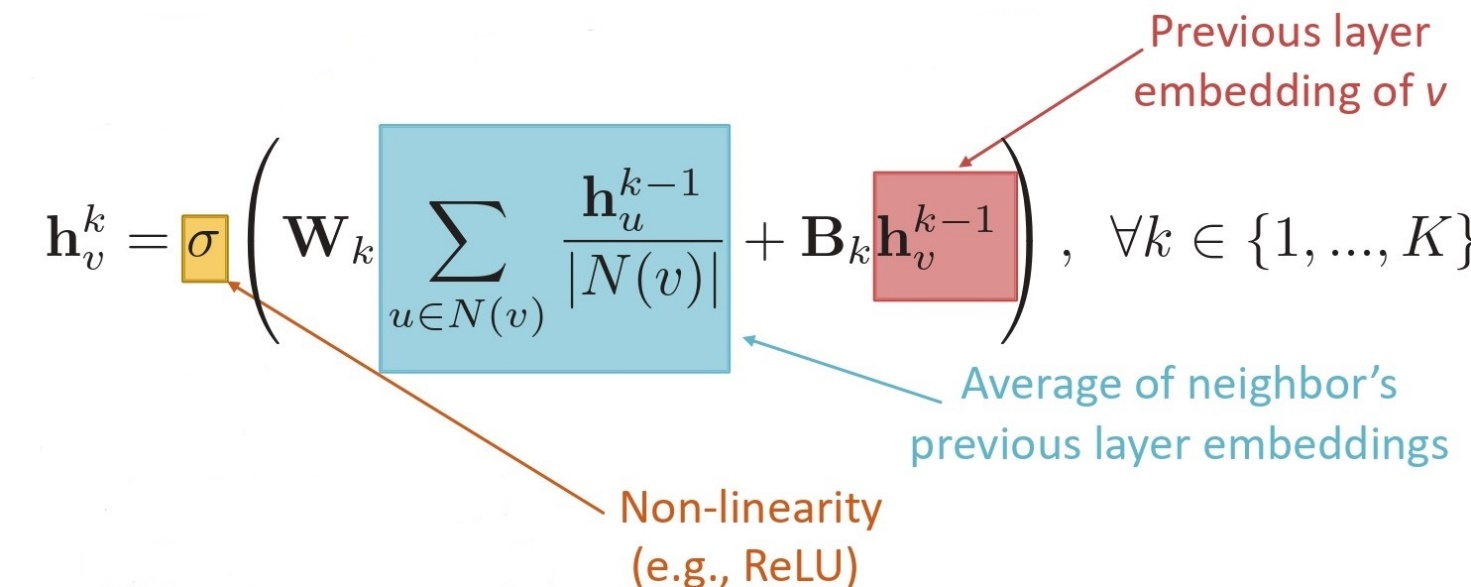 Previous layer
embedding of v
h_v^k = σ ( W_k ∑_{u∈N(v)} h_u^{k−1} / |N(v)| + B_k h_v^{k−1} ) , ∀k ∈ {1, ..., K}
Average of neighbor’s
previous layer embeddings
Non-linearity
(e.g., ReLU)